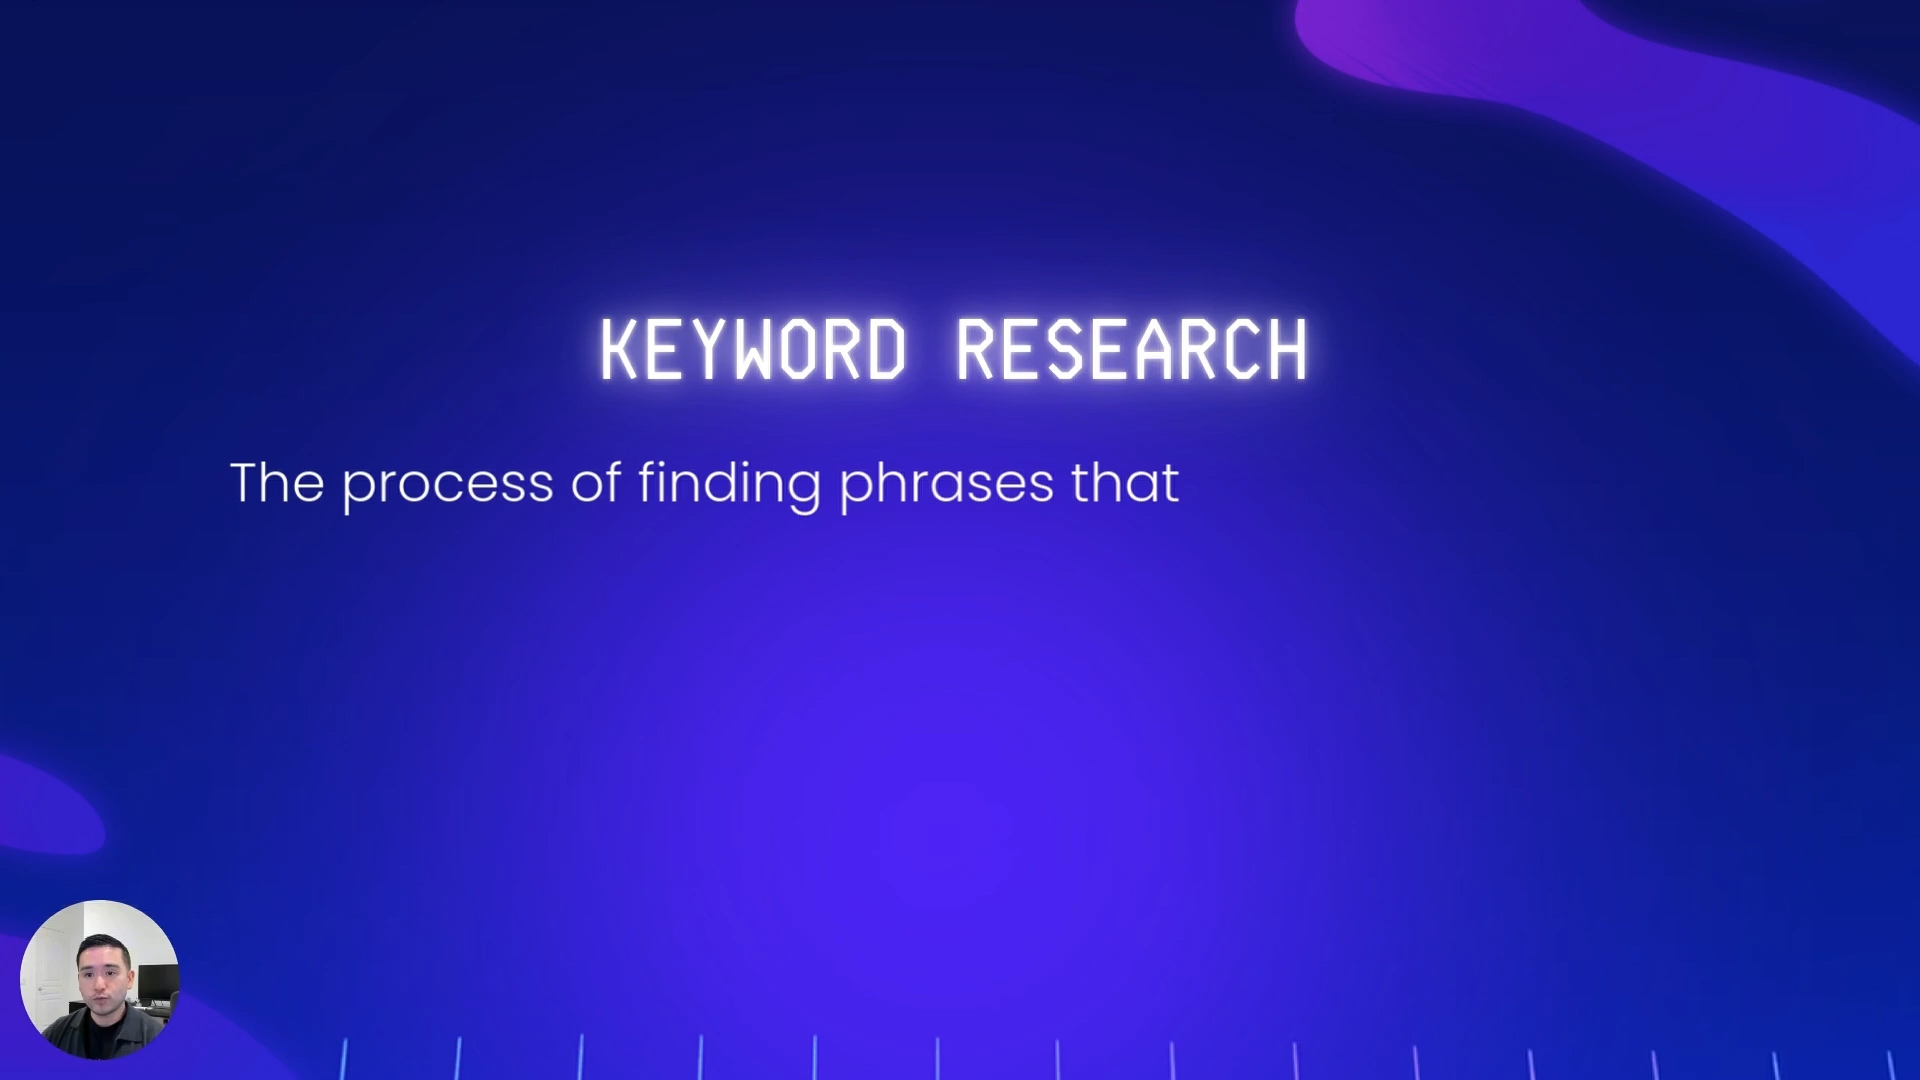 KEYWORD RESEARCH
The process of finding phrases that